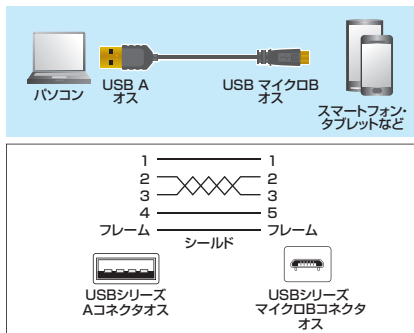 パソコン
USB A
オス
USB マイクロB
オス
スマートフォン・
タブレットなど
1 1
2 2
3 3
4 5
フレーム フレーム
シールド
USBシリーズ
Aコネクタオス
USBシリーズ
マイクロBコネクタ
オス